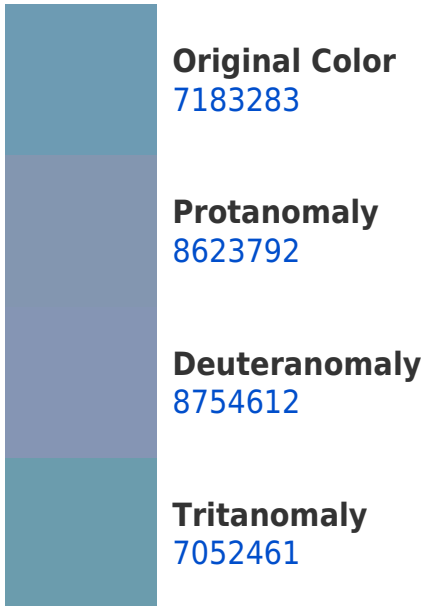 Original Color
7183283
Protanomaly
8623792
Deuteranomaly
8754612
Tritanomaly
7052461